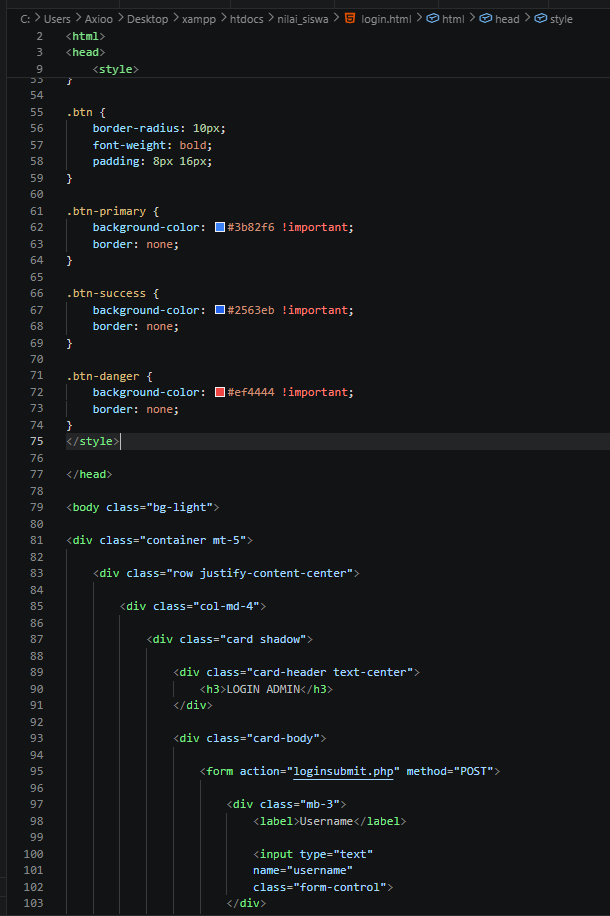 C: > Users > Axioo > Desktop > xampp > htdocs > nilai_siswa > login.html > html > head > style
2 <html>
3 <head>
9 <style>
53 }
54
55 .btn {
56 border-radius: 10px;
57 font-weight: bold;
58 padding: 8px 16px;
59 }
60
61 .btn-primary {
62 background-color: #3b82f6 !important;
63 border: none;
64 }
65
66 .btn-success {
67 background-color: #2563eb !important;
68 border: none;
69 }
70
71 .btn-danger {
72 background-color: #ef4444 !important;
73 border: none;
74 }
75 </style>
76
77 </head>
78
79 <body class="bg-light">
80
81 <div class="container mt-5">
82
83 <div class="row justify-content-center">
84
85 <div class="col-md-4">
86
87 <div class="card shadow">
88
89 <div class="card-header text-center">
90 <h3>LOGIN ADMIN</h3>
91 </div>
92
93 <div class="card-body">
94
95 <form action="loginsubmit.php" method="POST">
96
97 <div class="mb-3">
98 <label>Username</label>
99
100 <input type="text"
101 name="username"
102 class="form-control">
103 </div>